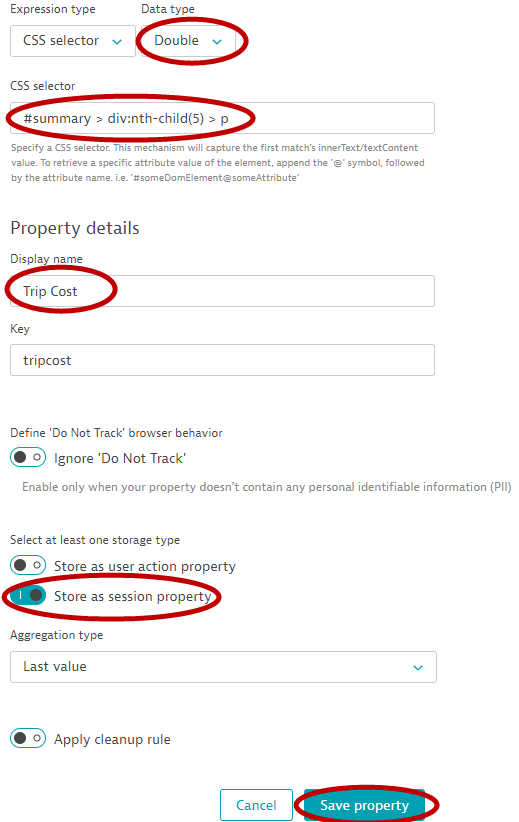 Expression type Data type
CSS selector Double
CSS selector
#summary > div:nth-child(5) > p
Specify a CSS selector. This mechanism will capture the first match's innerText/textContent
value. To retrieve a specific attribute value of the element, append the '@' symbol, followed
by the attribute name. i.e. '#someDomElement@someAttribute'
Property details
Display name
Trip Cost
Key
tripcost
Define 'Do Not Track' browser behavior
Ignore 'Do Not Track'
Enable only when your property doesn't contain any personal identifiable information (PII)
Select at least one storage type
Store as user action property
Store as session property
Aggregation type
Last value
Apply cleanup rule
Cancel Save property